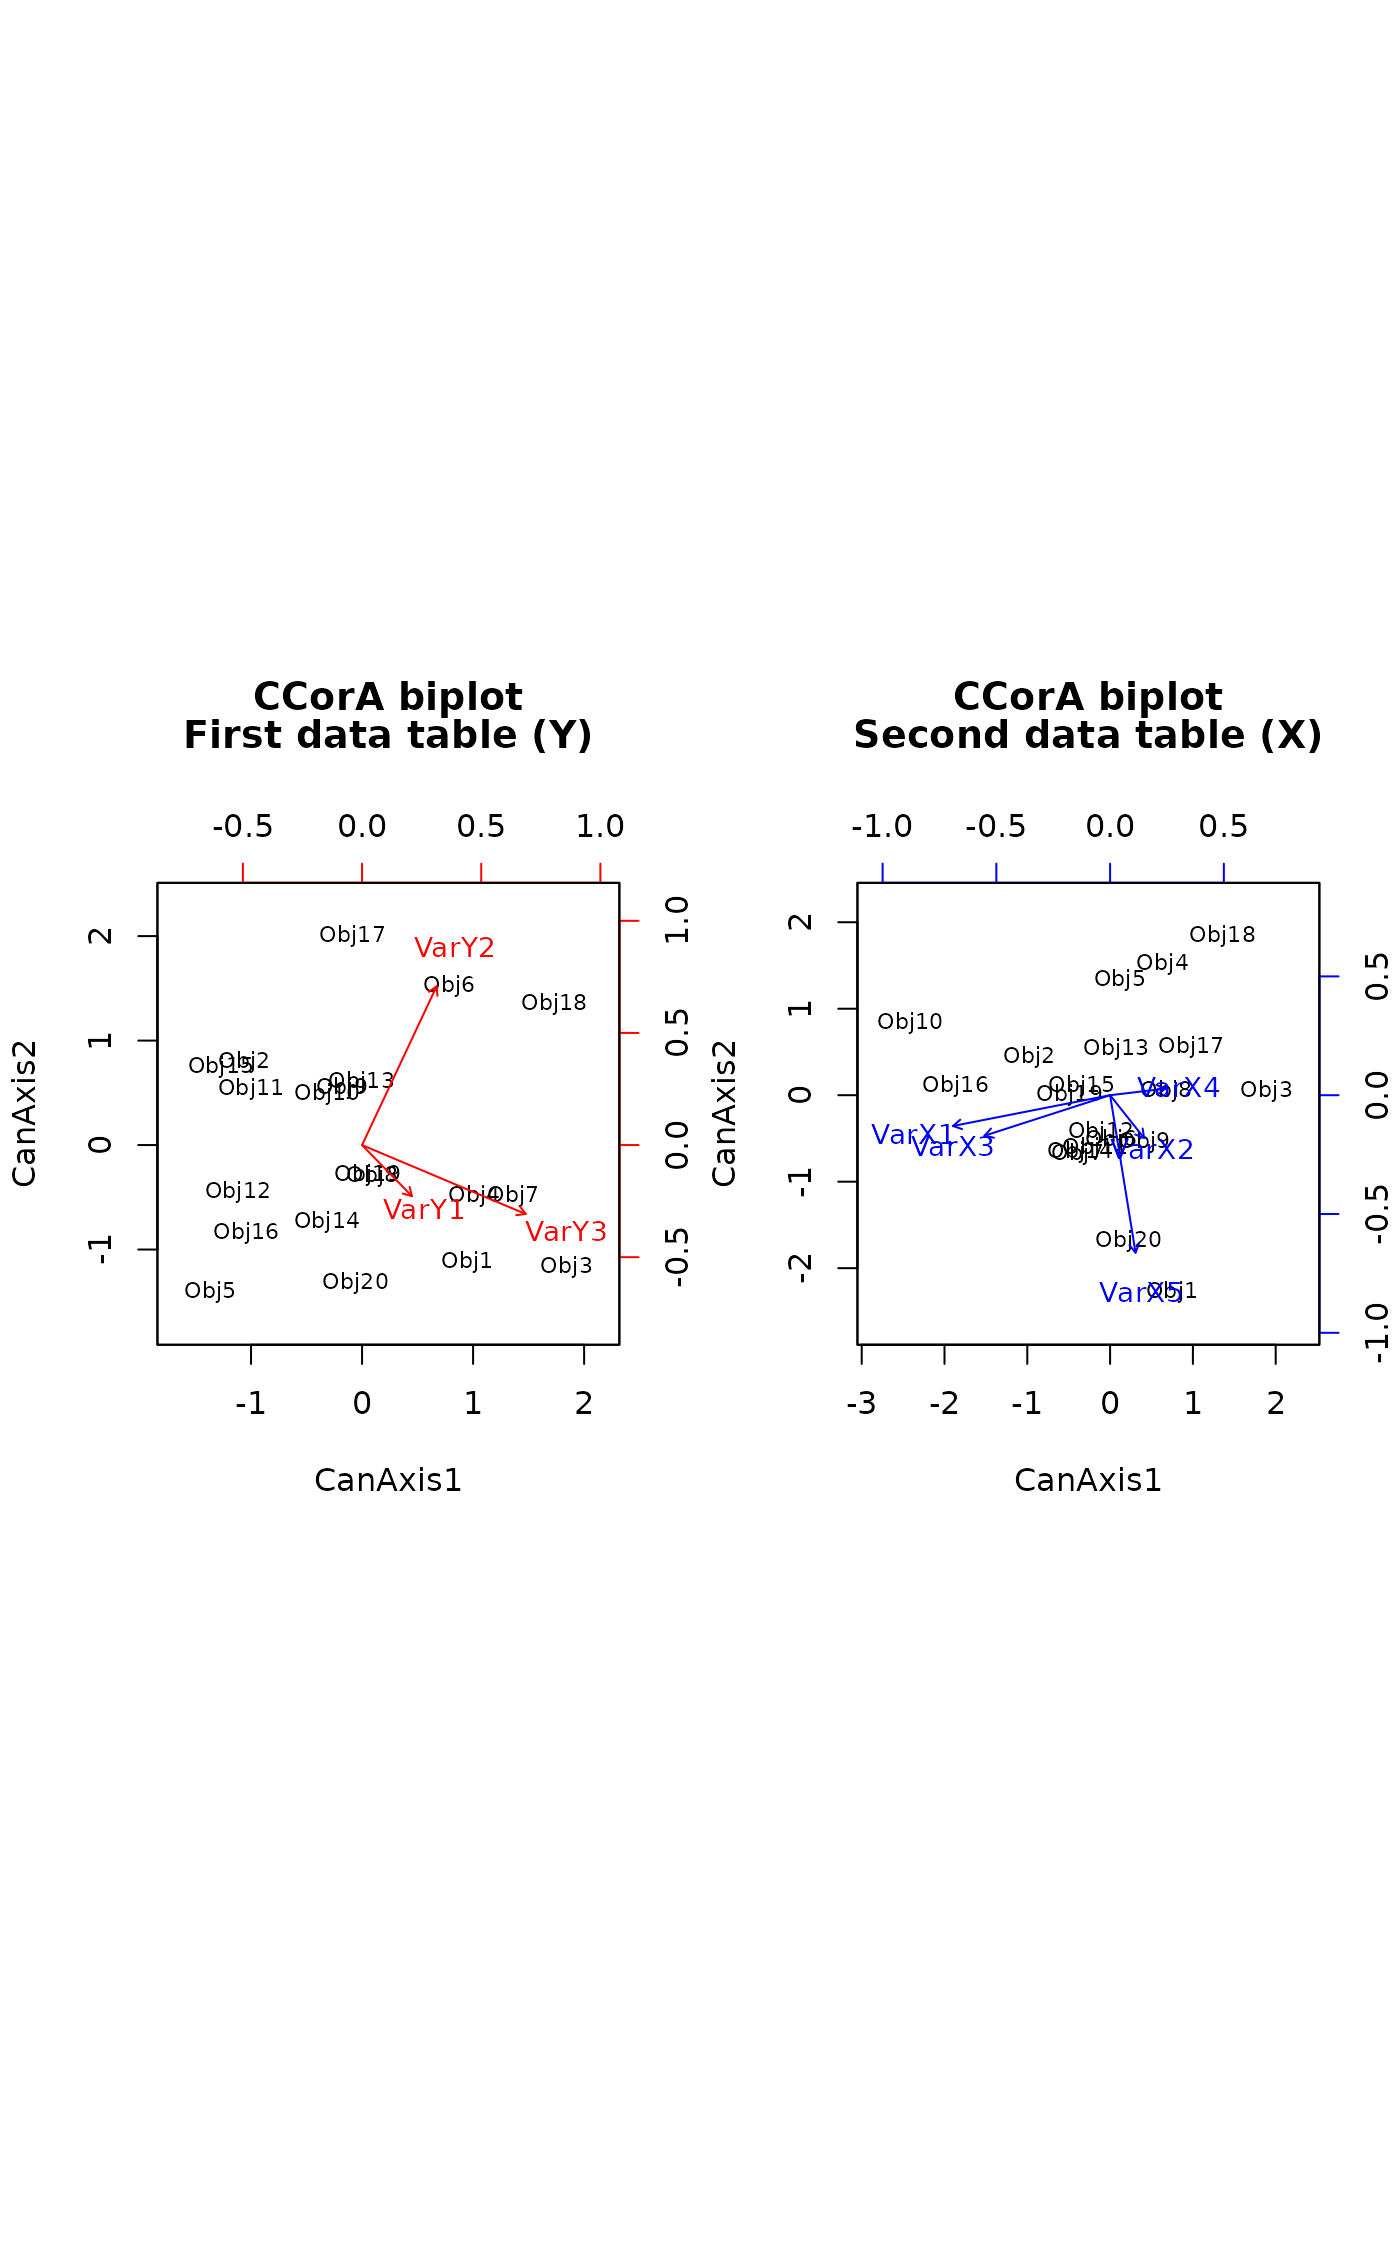 CCorA biplot
First data table (Y)
-0.5 0.0 0.5 1.0
Obj17
VarY2
Obj6
Obj18
Obj2
Obj15
Obj13
Obj11
Obj9
Obj10
Obj19
Obj8
Obj12
Obj4
Obj7
VarY1
Obj14
Obj16
VarY3
Obj1
Obj3
Obj20
Obj5
2
1
0
-1
CanAxis2
1.0
0.5
0.0
-0.5
-1 0 1 2
CanAxis1
CCorA biplot
Second data table (X)
-1.0 -0.5 0.0 0.5
Obj18
Obj4
Obj5
Obj10
Obj17
Obj13
Obj2
Obj16
Obj15
VarX4
Obj8
Obj3
Obj19
Obj12
VarX1
Obj6
Obj9
VarX3
VarX2
Obj14
Obj7
Obj20
VarX5
Obj1
2
1
0
-1
-2
CanAxis2
0.5
0.0
-0.5
-1.0
-3 -2 -1 0 1 2
CanAxis1